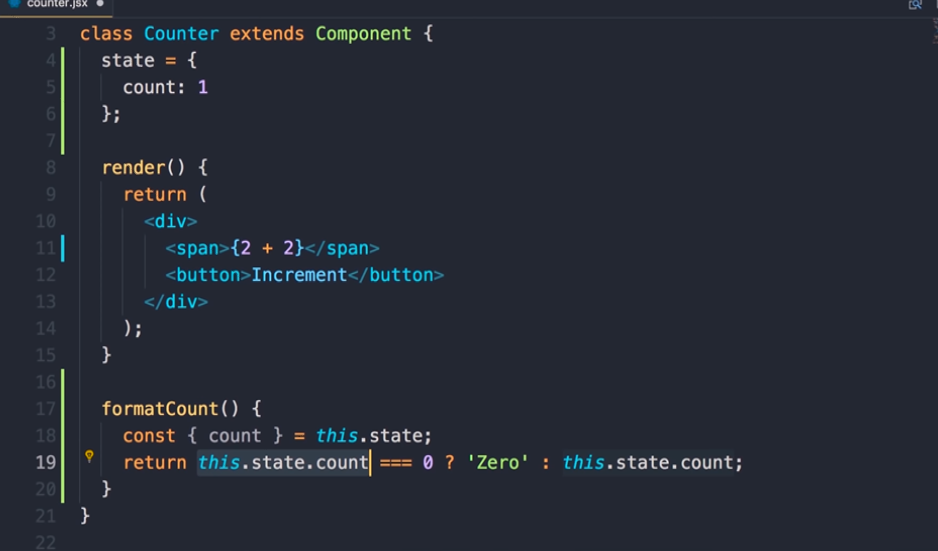 counter.jsx
3 class Counter extends Component {
4 state = {
5 count: 1
6 };
7
8 render() {
9 return (
10 <div>
11 <span>{2 + 2}</span>
12 <button>Increment</button>
13 </div>
14 );
15 }
16
17 formatCount() {
18 const { count } = this.state;
19 return this.state.count === 0 ? 'Zero' : this.state.count;
20 }
21 }
22